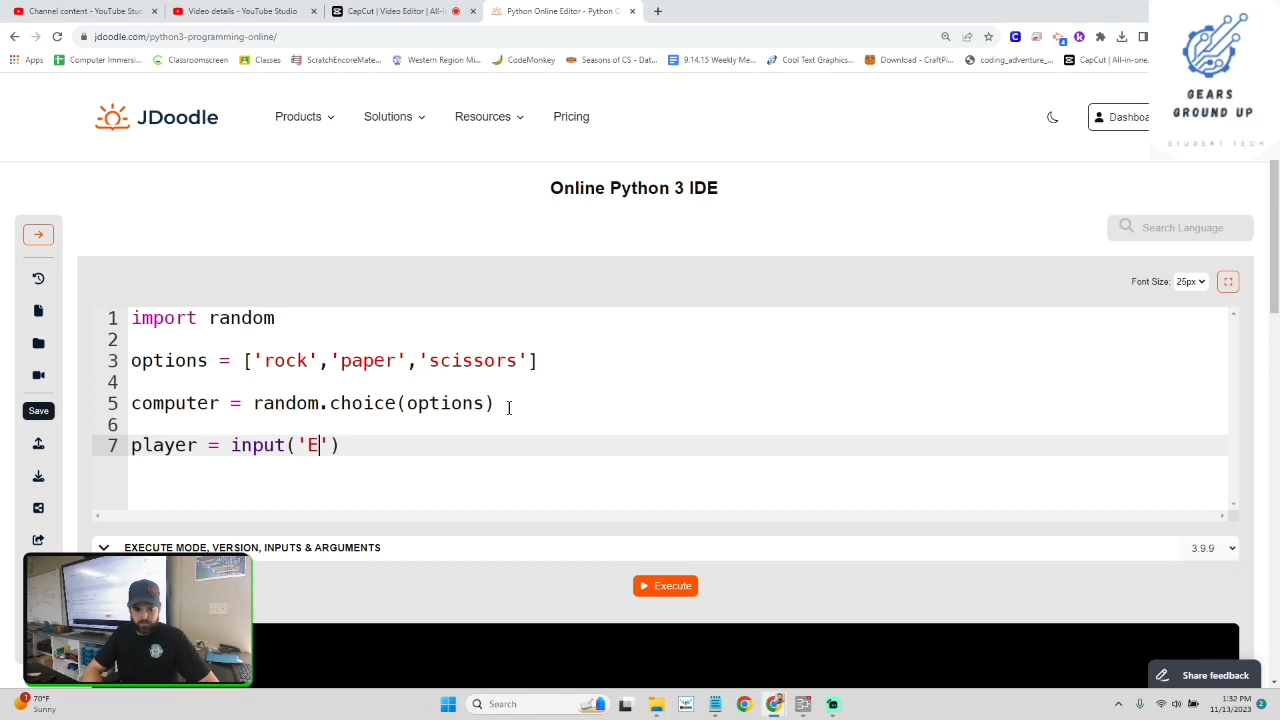 Channel content - YouTube
Video details - YouTube Studio
CapCut | Video Editor | All-in
Python Online Editor - Python C
jdoodle.com/python3-programming-online/
Apps
Computer Immersi...
Classroomscreen
Classes
ScratchEncoreMate...
Western Region Mi...
CodeMonkey
Seasons of CS - Dat...
9.14.15 Weekly Me...
Cool Text Graphics...
Download - CraftPi...
coding_adventure_...
CapCut | All-in-one
GEARS
GROUND UP
STUDENT TECH
JDoodle
Products
Solutions
Resources
Pricing
Dashboa
Online Python 3 IDE
Search Language
Font Size: 25px
1 import random
2
3 options = ['rock','paper','scissors']
4
5 computer = random.choice(options)
6
7 player = input('E')
Save
EXECUTE MODE, VERSION, INPUTS & ARGUMENTS
3.9.9
Execute
Share feedback
1
70°F
Sunny
Search
1:32 PM
11/13/2023
2